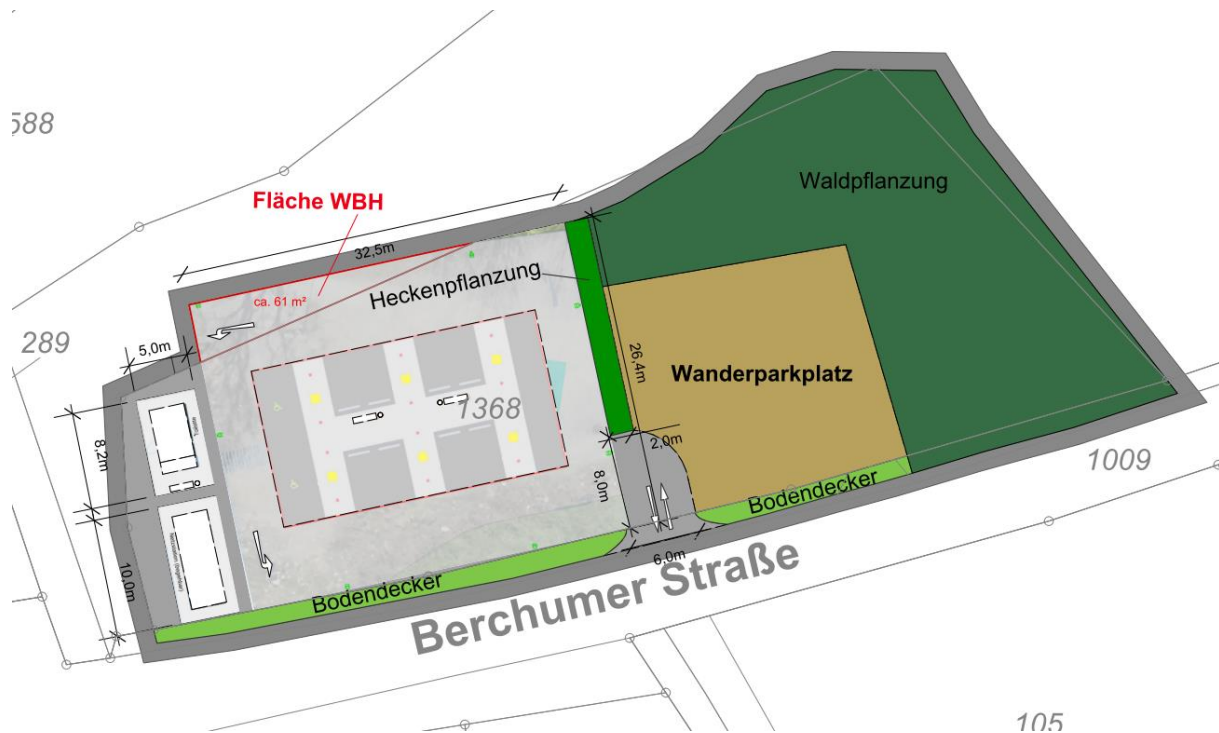 588
Waldpflanzung
Fläche WBH
32,5m
Heckenpflanzung
ca. 61 m²
289
5,0m
26,4m
Wanderparkplatz
1368
8,2m
2,0m
1009
8,0m
Bodendecker
6,0m
10,0m
Bodendecker
Berchumer Straße
105